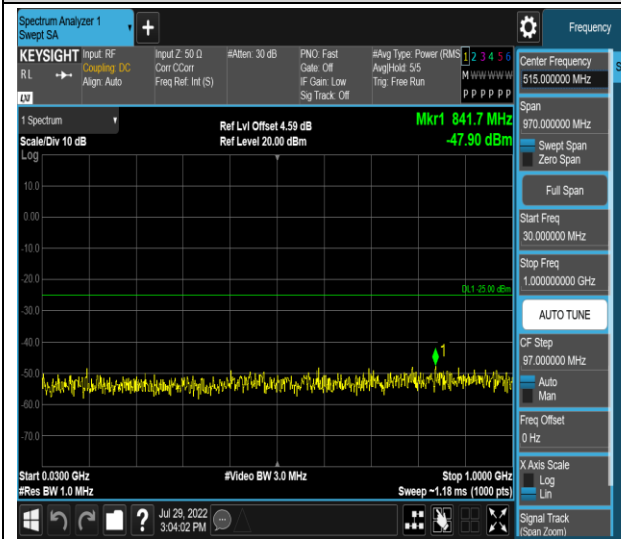 Spectrum Analyzer 1
Swept SA
Frequency
KEYSIGHT
RL
LXI
Input: RF
Coupling: DC
Align: Auto
Input Z: 50 Ω
Corr CCorr
Freq Ref: Int (S)
#Atten: 30 dB
PNO: Fast
Gate: Off
IF Gain: Low
Sig Track: Off
#Avg Type: Power (RMS
Avg|Hold: 5/5
Trig: Free Run
1 2 3 4 5 6
M W W W W W
P P P P P P
1 Spectrum
Scale/Div 10 dB
Log
Ref Lvl Offset 4.59 dB
Ref Level 20.00 dBm
Mkr1 841.7 MHz
-47.90 dBm
10.0
0.00
-10.0
-20.0
-30.0
-40.0
-50.0
-60.0
-70.0
DL1 -25.00 dBm
1
Start 0.0300 GHz
#Res BW 1.0 MHz
#Video BW 3.0 MHz
Stop 1.0000 GHz
Sweep ~1.18 ms (1000 pts)
Jul 29, 2022
3:04:02 PM
?
Center Frequency
515.000000 MHz
S
Span
970.000000 MHz
Swept Span
Zero Span
Full Span
Start Freq
30.000000 MHz
Stop Freq
1.000000000 GHz
AUTO TUNE
CF Step
97.000000 MHz
Auto
Man
Freq Offset
0 Hz
X Axis Scale
Log
Lin
Signal Track
(Span Zoom)